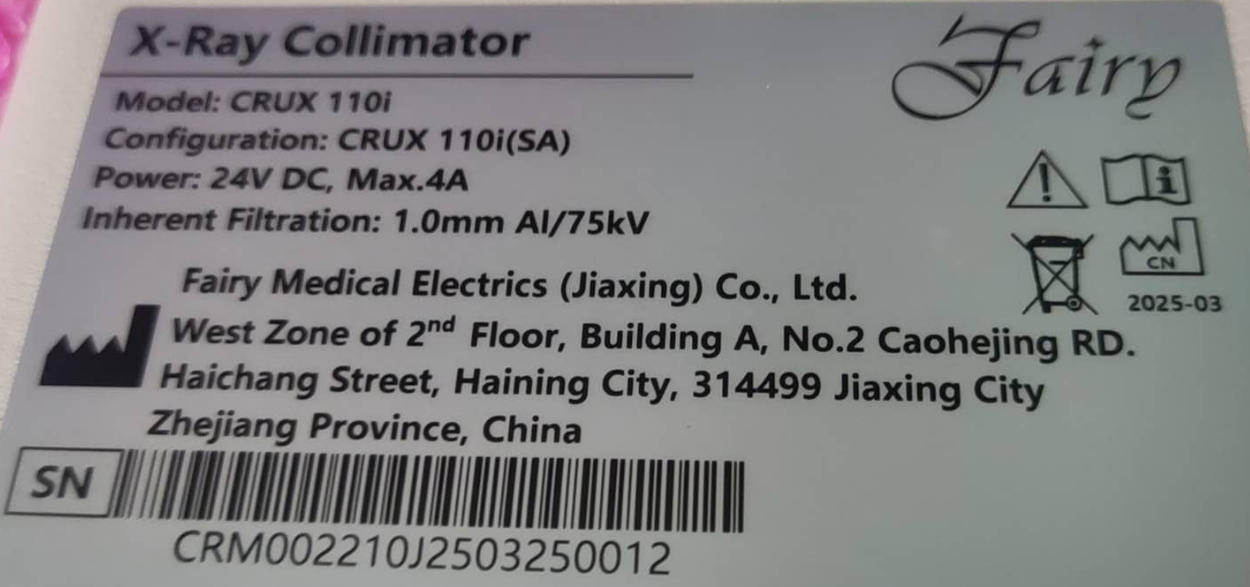 X-Ray Collimator
Fairy
Model: CRUX 110i
Configuration: CRUX 110i(SA)
Power: 24V DC, Max.4A
Inherent Filtration: 1.0mm Al/75kV
CN
2025-03
Fairy Medical Electrics (Jiaxing) Co., Ltd.
West Zone of 2nd Floor, Building A, No.2 Caohejing RD.
Haichang Street, Haining City, 314499 Jiaxing City
Zhejiang Province, China
SN
CRM002210J2503250012